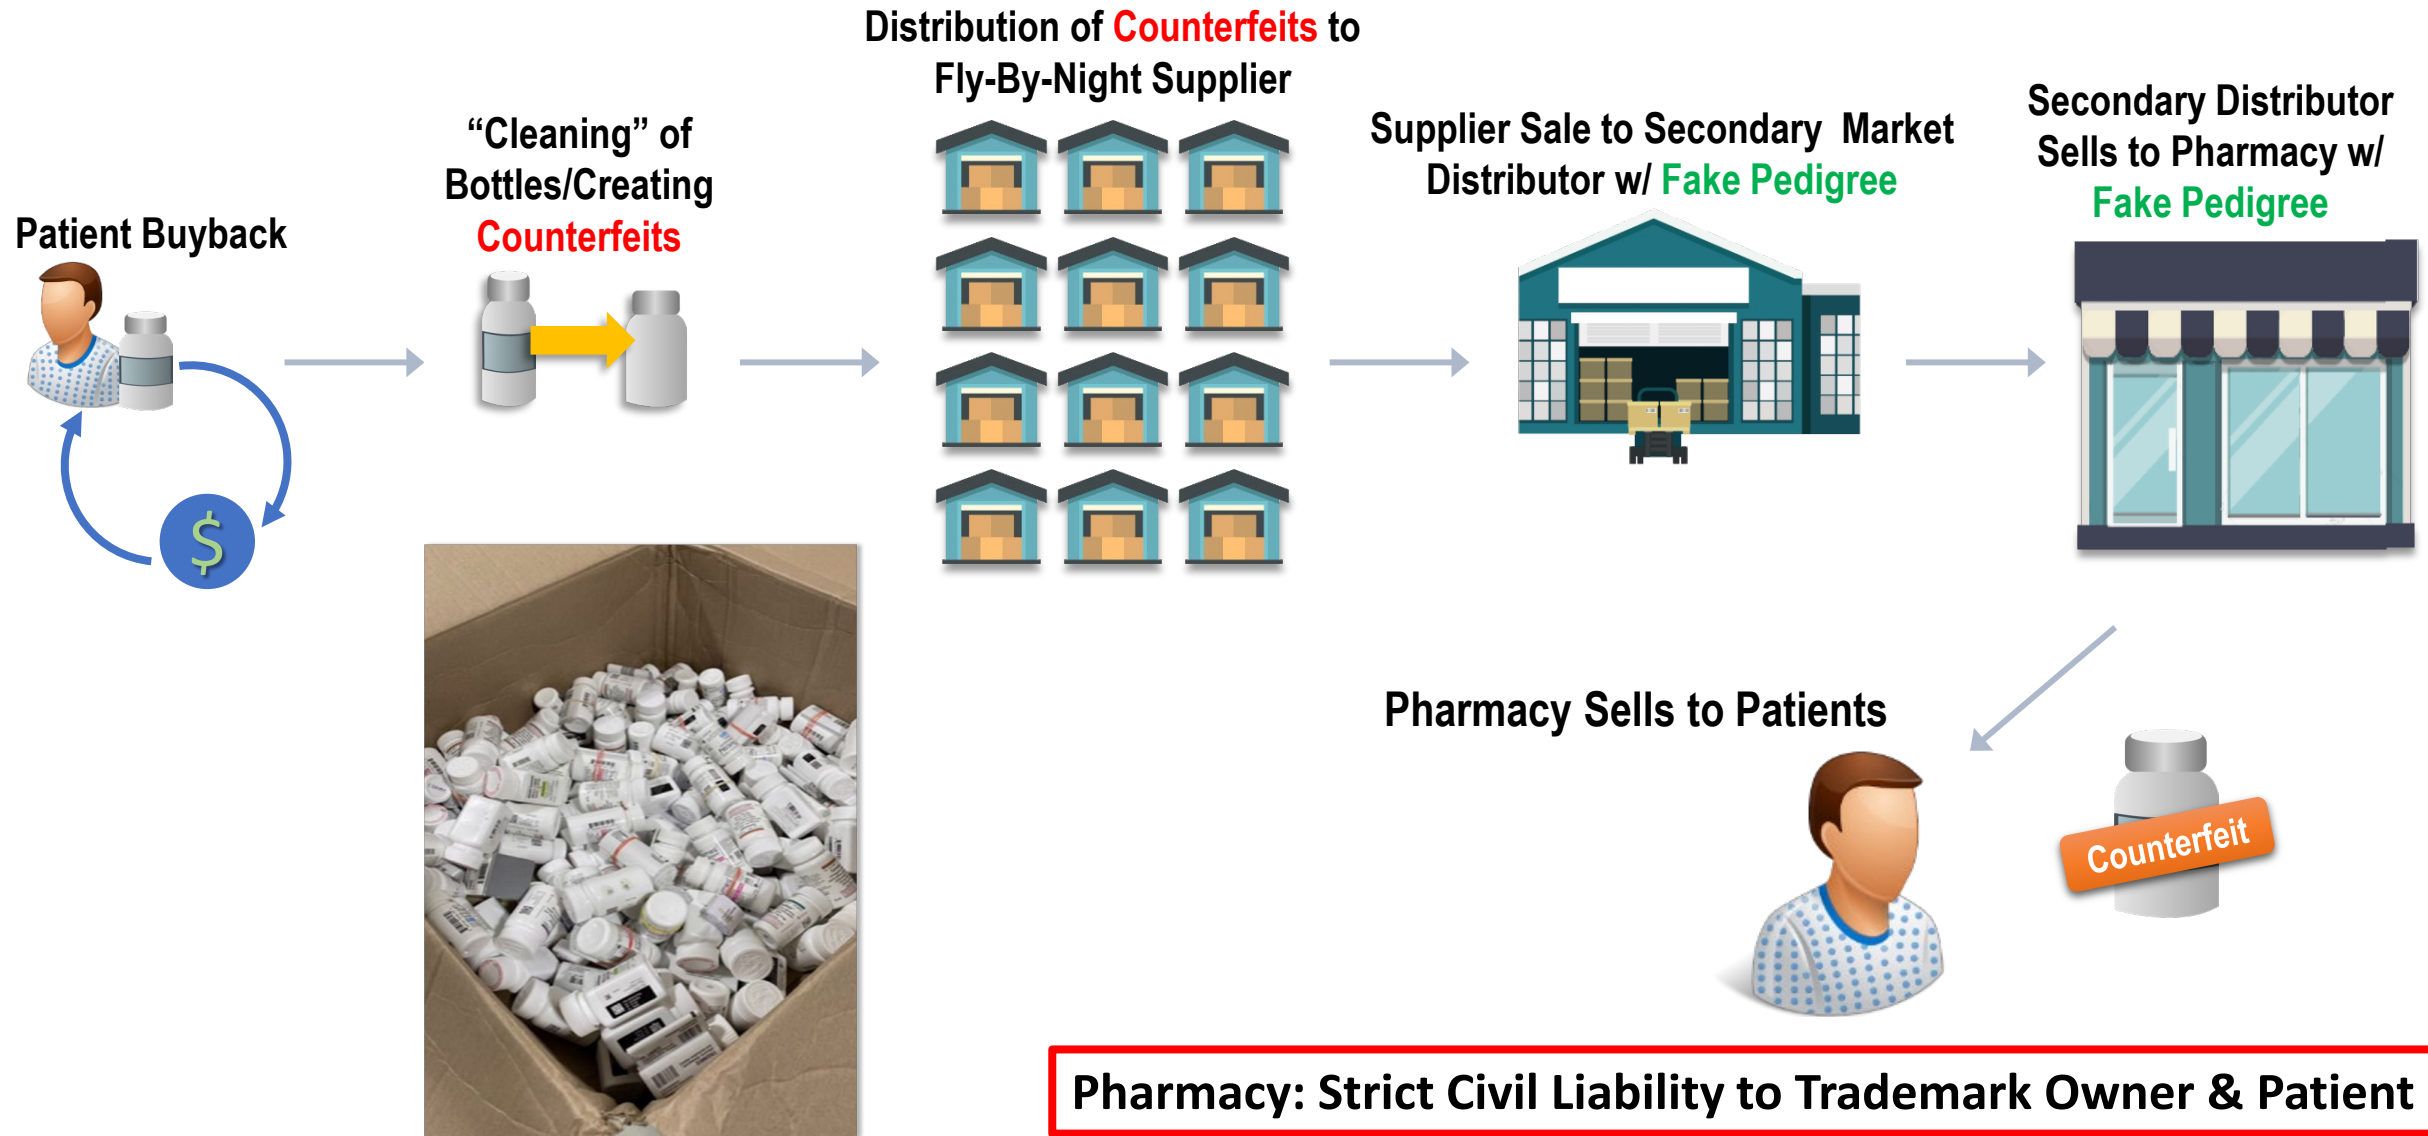 Patient Buyback
“Cleaning” of
Bottles/Creating
Counterfeits
Distribution of Counterfeits to
Fly-By-Night Supplier
Supplier Sale to Secondary Market
Distributor w/ Fake Pedigree
Secondary Distributor
Sells to Pharmacy w/
Fake Pedigree
$
Pharmacy Sells to Patients
Counterfeit
Pharmacy: Strict Civil Liability to Trademark Owner & Patient